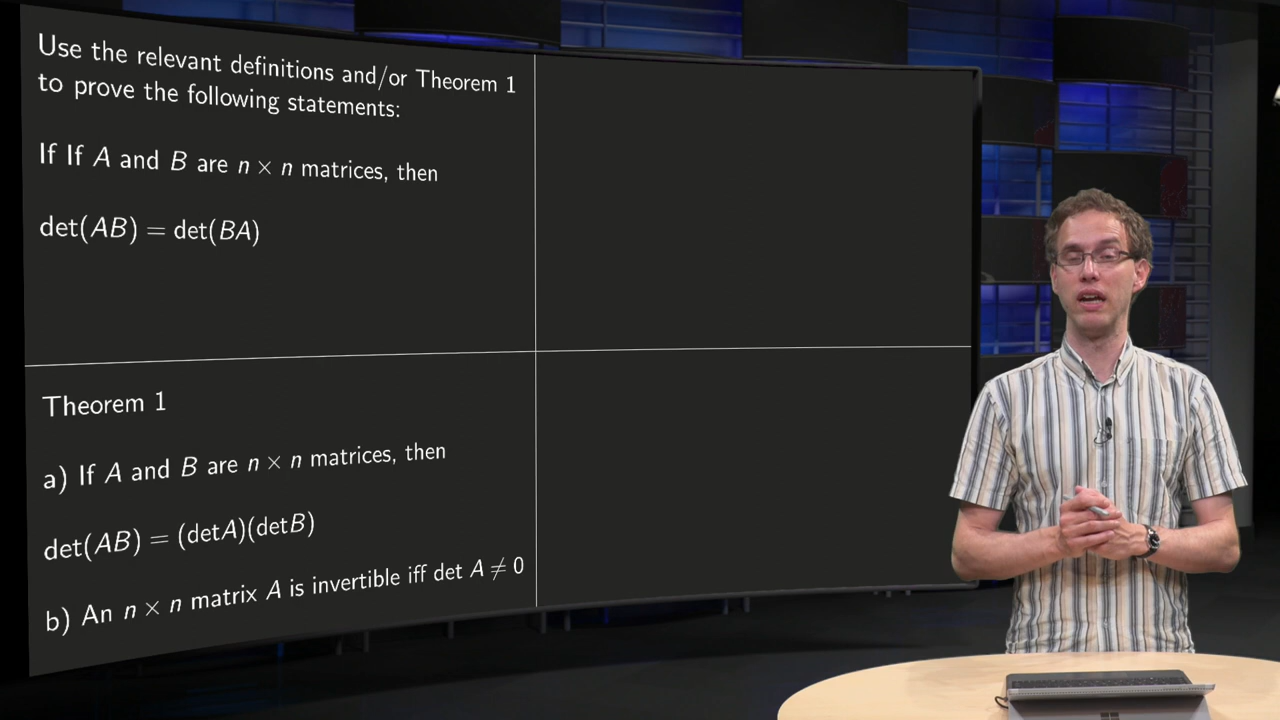 Use the relevant definitions and/or Theorem 1
to prove the following statements:
If If A and B are n × n matrices, then
det(AB) = det(BA)
Theorem 1
a) If A and B are n × n matrices, then
det(AB) = (detA)(detB)
b) An n × n matrix A is invertible iff det A ≠ 0